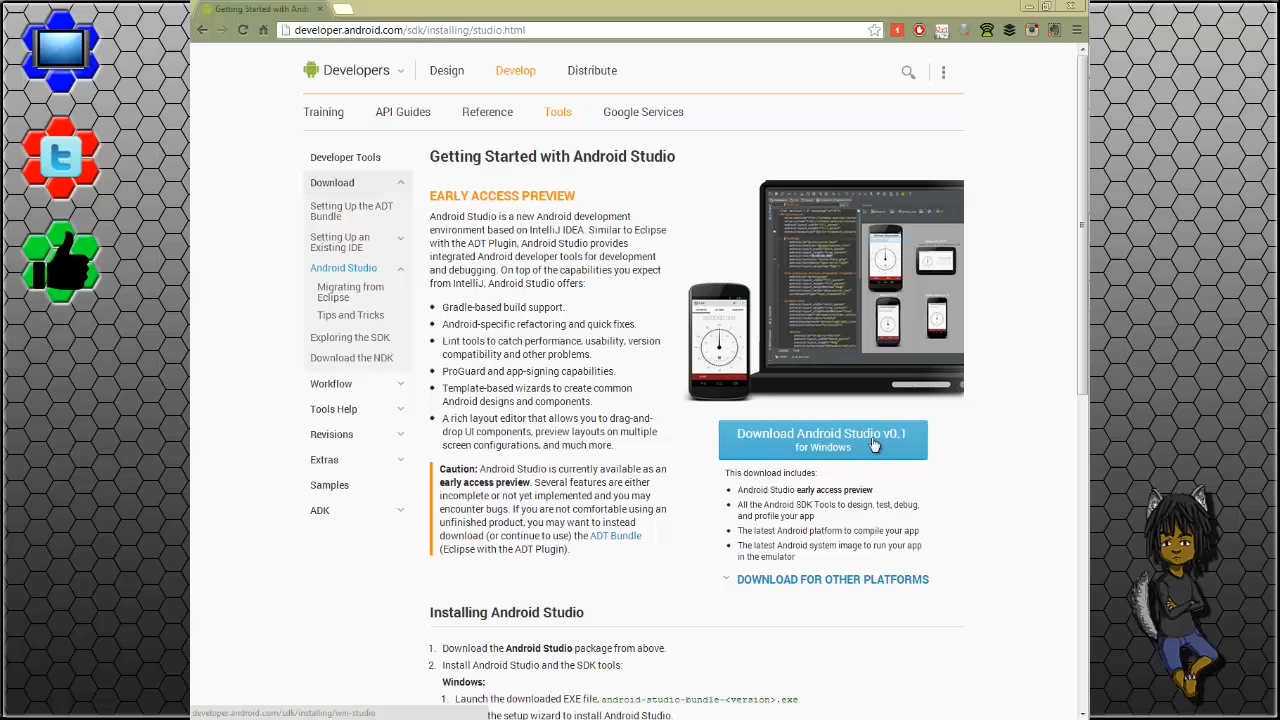 Getting Started with Andr
developer.android.com/sdk/installing/studio.html
Developers
Design
Develop
Distribute
Training
API Guides
Reference
Tools
Google Services
Developer Tools
Download
Setting Up the ADT
Bundle
Setting Up an
Existing IDE
Android Studio
Migrating from
Eclipse
Tips and Tricks
Exploring the SDK
Download the NDK
Workflow
Tools Help
Revisions
Extras
Samples
ADK
Getting Started with Android Studio
EARLY ACCESS PREVIEW
Android Studio is a new Android development
environment based on IntelliJ IDEA. Similar to Eclipse
with the ADT Plugin, Android Studio provides
integrated Android developer tools for development
and debugging. On top of the capabilities you expect
from IntelliJ, Android Studio offers:
Gradle-based build support.
Android-specific refactoring and quick fixes.
Lint tools to catch performance, usability, version
compatibility and other problems.
ProGuard and app-signing capabilities.
Template-based wizards to create common
Android designs and components.
A rich layout editor that allows you to drag-and-
drop UI components, preview layouts on multiple
screen configurations, and much more.
Caution: Android Studio is currently available as an
early access preview. Several features are either
incomplete or not yet implemented and you may
encounter bugs. If you are not comfortable using an
unfinished product, you may want to instead
download (or continue to use) the ADT Bundle
(Eclipse with the ADT Plugin).
Download Android Studio v0.1
for Windows
This download includes:
Android Studio early access preview
All the Android SDK Tools to design, test, debug,
and profile your app
The latest Android platform to compile your app
The latest Android system image to run your app
in the emulator
DOWNLOAD FOR OTHER PLATFORMS
Installing Android Studio
1. Download the Android Studio package from above.
2. Install Android Studio and the SDK tools:
Windows:
1. Launch the downloaded EXE file, android-studio-bundle-<version>.exe
the setup wizard to install Android Studio.
developer.android.com/sdk/installing/win-studio